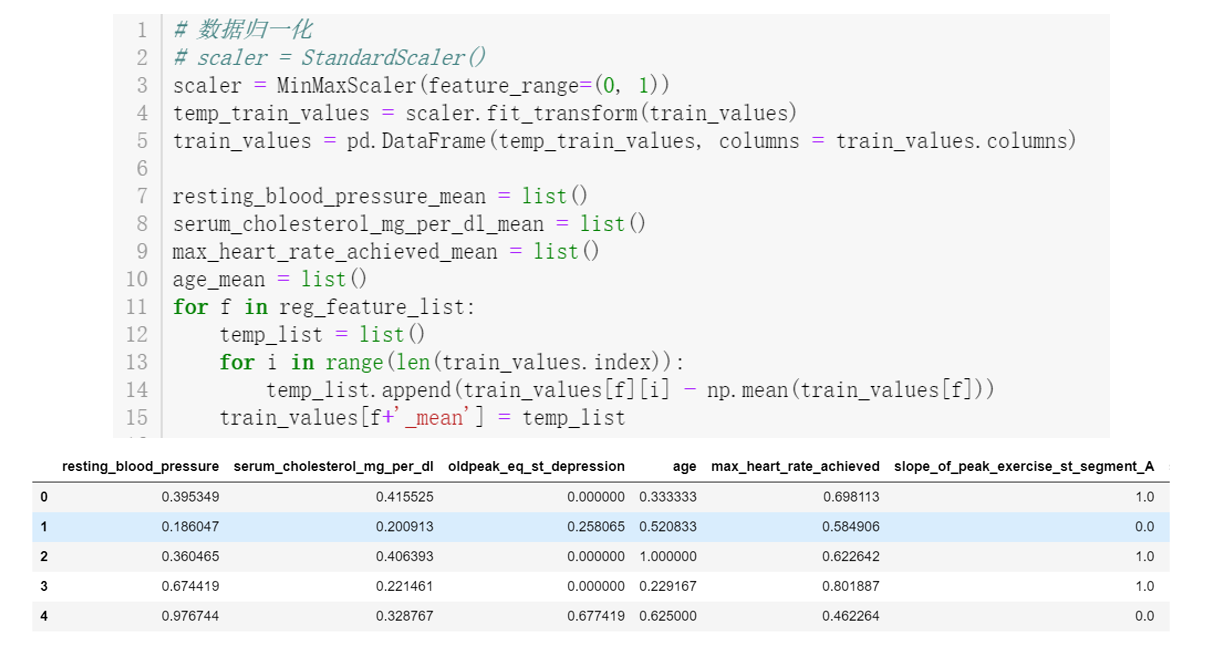 1 # 数据归一化
2 # scaler = StandardScaler()
3 scaler = MinMaxScaler(feature_range=(0, 1))
4 temp_train_values = scaler.fit_transform(train_values)
5 train_values = pd.DataFrame(temp_train_values, columns = train_values.columns)
6
7 resting_blood_pressure_mean = list()
8 serum_cholesterol_mg_per_dl_mean = list()
9 max_heart_rate_achieved_mean = list()
10 age_mean = list()
11 for f in reg_feature_list:
12     temp_list = list()
13     for i in range(len(train_values.index)):
14         temp_list.append(train_values[f][i] - np.mean(train_values[f]))
15     train_values[f+'_mean'] = temp_list
resting_blood_pressure serum_cholesterol_mg_per_dl oldpeak_eq_st_depression age max_heart_rate_achieved slope_of_peak_exercise_st_segment_A
0 0.395349 0.415525 0.000000 0.333333 0.698113 1.0
1 0.186047 0.200913 0.258065 0.520833 0.584906 0.0
2 0.360465 0.406393 0.000000 1.000000 0.622642 1.0
3 0.674419 0.221461 0.000000 0.229167 0.801887 1.0
4 0.976744 0.328767 0.677419 0.625000 0.462264 0.0